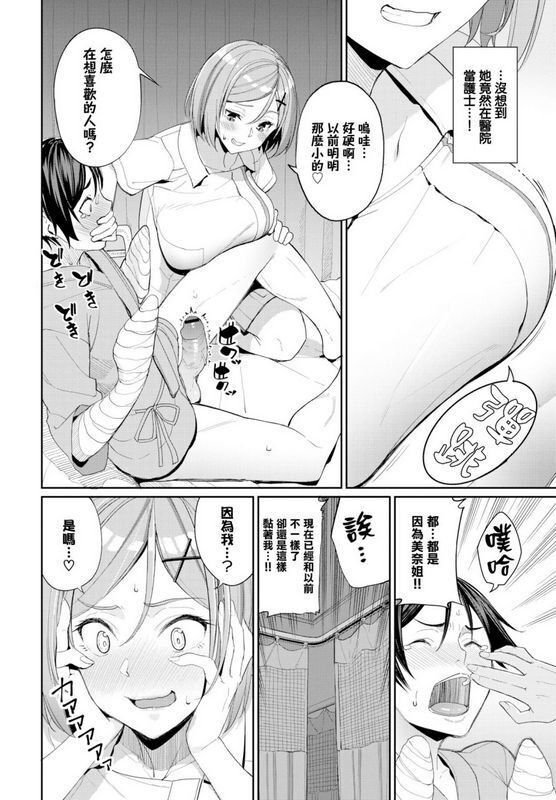 …沒想到
她竟然在醫院
當護士…!
嗚哇…
好硬啊…
以前明明
那麼小的♡
怎麼
在想喜歡的人嗎?
どき
どき
どき
噗哈
都…都是
因為美奈姐!!
誒…
現在已經和以前
不一樣了
卻還是這樣
黏著我…!!
因為我…?
是嗎…♡
カァァァァァ